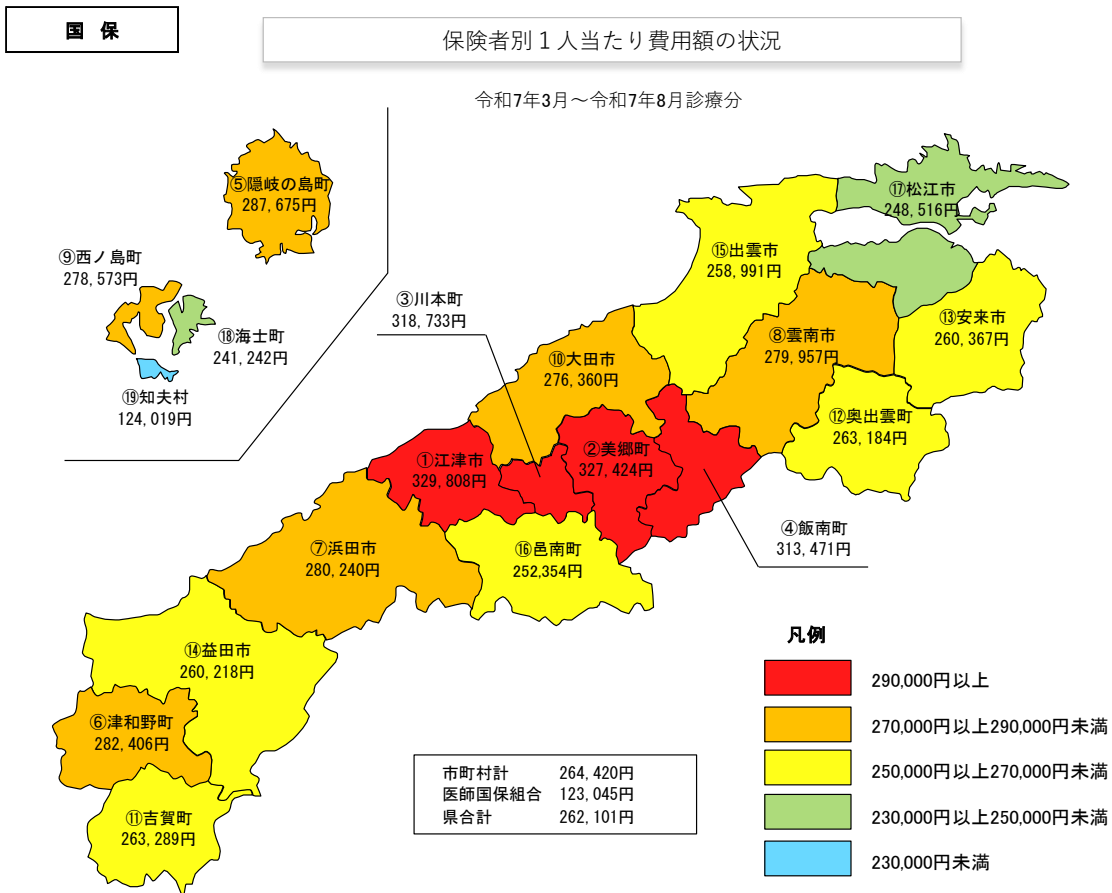 国 保
保険者別１人当たり費用額の状況
令和7年3月～令和7年8月診療分
⑤隠岐の島町
287,675円
⑨西ノ島町
278,573円
⑱海士町
241,242円
⑲知夫村
124,019円
⑰松江市
248,516円
⑮出雲市
258,991円
③川本町
318,733円
⑬安来市
260,367円
⑧雲南市
279,957円
⑩大田市
276,360円
⑫奥出雲町
263,184円
②美郷町
327,424円
①江津市
329,808円
④飯南町
313,471円
⑦浜田市
280,240円
⑯邑南町
252,354円
⑭益田市
260,218円
⑥津和野町
282,406円
⑪吉賀町
263,289円
市町村計 264,420円
医師国保組合 123,045円
県合計 262,101円
凡例
290,000円以上
270,000円以上290,000円未満
250,000円以上270,000円未満
230,000円以上250,000円未満
230,000円未満